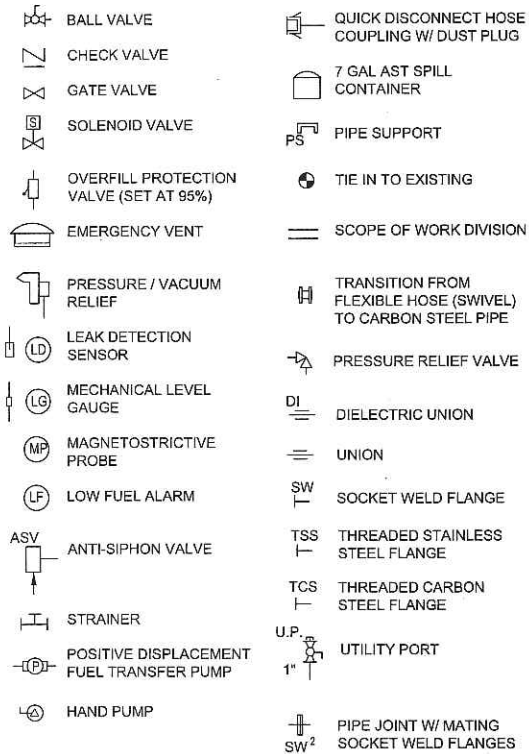 BALL VALVE
CHECK VALVE
GATE VALVE
S
SOLENOID VALVE
OVERFILL PROTECTION
VALVE (SET AT 95%)
EMERGENCY VENT
PRESSURE / VACUUM
RELIEF
LD
LEAK DETECTION
SENSOR
LG
MECHANICAL LEVEL
GAUGE
MP
MAGNETOSTRICTIVE
PROBE
LF
LOW FUEL ALARM
ASV
ANTI-SIPHON VALVE
STRAINER
P
POSITIVE DISPLACEMENT
FUEL TRANSFER PUMP
HAND PUMP
QUICK DISCONNECT HOSE
COUPLING W/ DUST PLUG
7 GAL AST SPILL
CONTAINER
PS
PIPE SUPPORT
TIE IN TO EXISTING
SCOPE OF WORK DIVISION
TRANSITION FROM
FLEXIBLE HOSE (SWIVEL)
TO CARBON STEEL PIPE
PRESSURE RELIEF VALVE
DI
DIELECTRIC UNION
UNION
SW
SOCKET WELD FLANGE
TSS
THREADED STAINLESS
STEEL FLANGE
TCS
THREADED CARBON
STEEL FLANGE
U.P.
1"
UTILITY PORT
SW²
PIPE JOINT W/ MATING
SOCKET WELD FLANGES